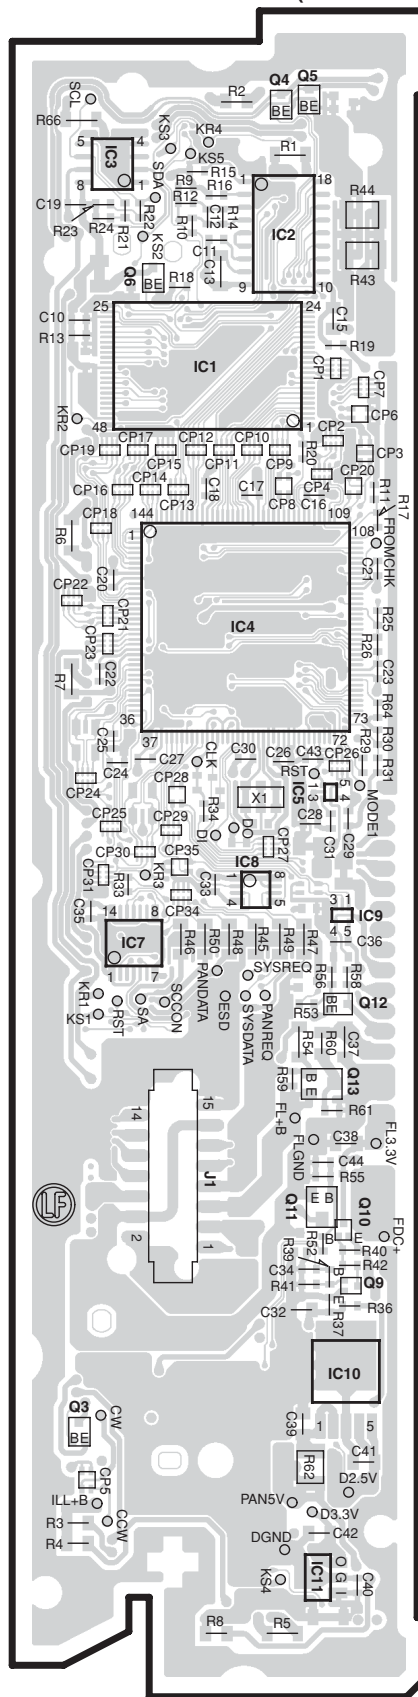 R2
Q4
Q5
SCL
R66
BE
BE
KS3
KR4
5
4
IC3
KS5
R1
SDA
R15
R9
R16
1
18
8
1
R12
R44
C19
R14
R23
R24
R21
R22
KS2
R10
C12
C11
IC2
Q6
C13
R43
BE
R18
9
10
25
24
C10
C15
R13
R19
IC1
CP1
CP7
KR2
CP6
48
1
CP17
CP12
CP10
CP2
CP19
CP15
CP11
CP9
R20
CP3
CP14
CP20
CP16
CP13
C18
C17
CP8
CP4
C16
R11
R17
CP18
144
109
1
108
FROMCHK
R6
C21
C20
CP22
CP21
IC4
R25
R26
CP23
C23
R7
C22
R64
36
73
R30
C25
37
72
R29
C27
CLK
C30
C26
C43
CP26
R31
C24
RST
CP24
CP28
IC5
5
1
3
4
MODE1
X1
R34
C28
CP25
CP29
DI
DO
C31
C29
CP27
CP30
CP35
IC8
CP31
R33
KR3
C33
1
8
CP34
4
5
3
1
IC9
C35
14
8
4
5
C36
IC7
R46
R50
R48
R45
R49
R47
1
7
SYSREQ
R56
R58
KR1
PANDATA
Q12
KS1
RST
SA
SCCON
ESD
SYSDATA
PANREQ
R53
BE
R54
R60
C37
Q13
R59
B E
15
14
FL+B
R61
FLGND
C38
FL3.3V
J1
C44
R55
LF
Q11
E B
Q10
FDC+
R52
B
E
2
1
R39
R40
R42
C34
B
Q9
R41
E
C32
R37
R36
IC10
Q3
CW
C39
1
5
BE
R62
C41
CP5
D2.5V
ILL+B
PAN5V
R3
CCW
D3.3V
R4
DGND
C42
KS4
IC11
O
G
I
C40
R8
R5